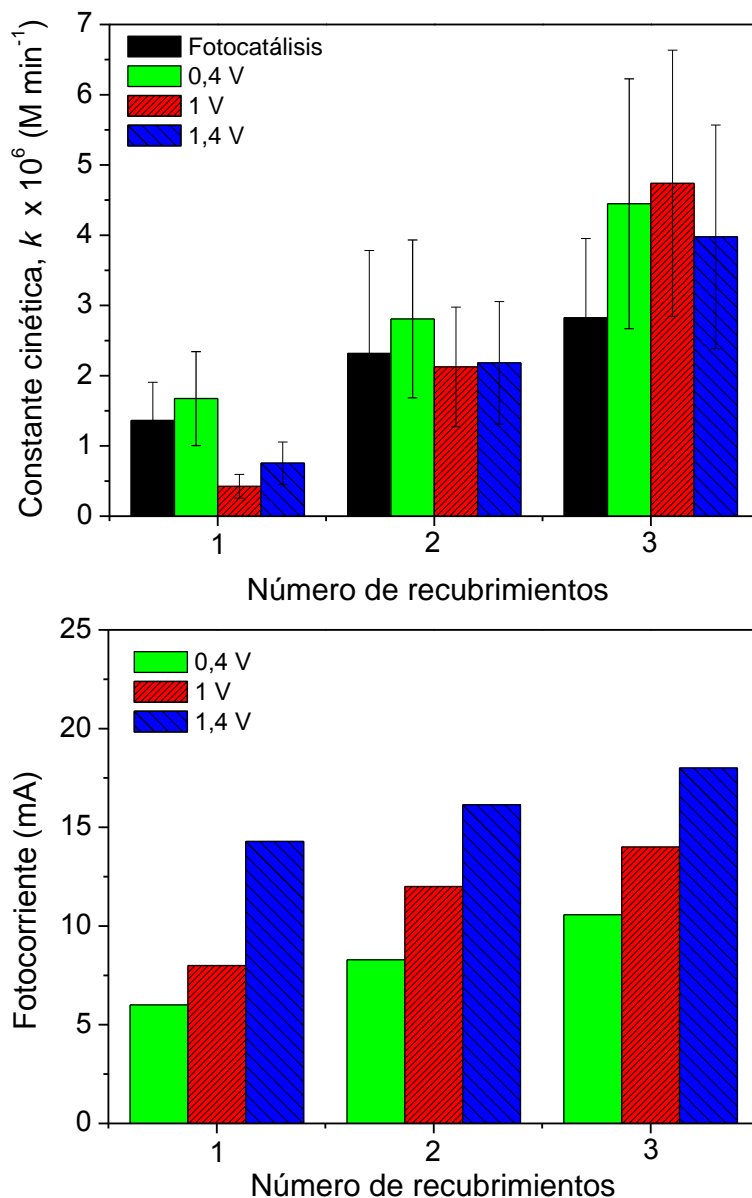 7
6
5
4
3
2
1
0
Constante cinética, k x 10⁶ (M min⁻¹)
Fotocatálisis
0,4 V
1 V
1,4 V
1 2 3
Número de recubrimientos
25
20
15
10
5
0
Fotocorriente (mA)
0,4 V
1 V
1,4 V
1 2 3
Número de recubrimientos